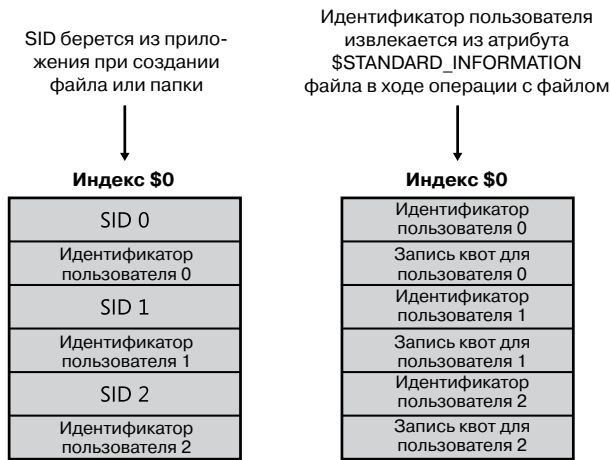 SID берется из прило-
жения при создании
файла или папки
Индекс $0
SID 0
Идентификатор
пользователя 0
SID 1
Идентификатор
пользователя 1
SID 2
Идентификатор
пользователя 2
Идентификатор пользователя
извлекается из атрибута
$STANDARD_INFORMATION
файла в ходе операции с файлом
Индекс $0
Идентификатор
пользователя 0
Запись квот для
пользователя 0
Идентификатор
пользователя 1
Запись квот для
пользователя 1
Идентификатор
пользователя 2
Запись квот для
пользователя 2